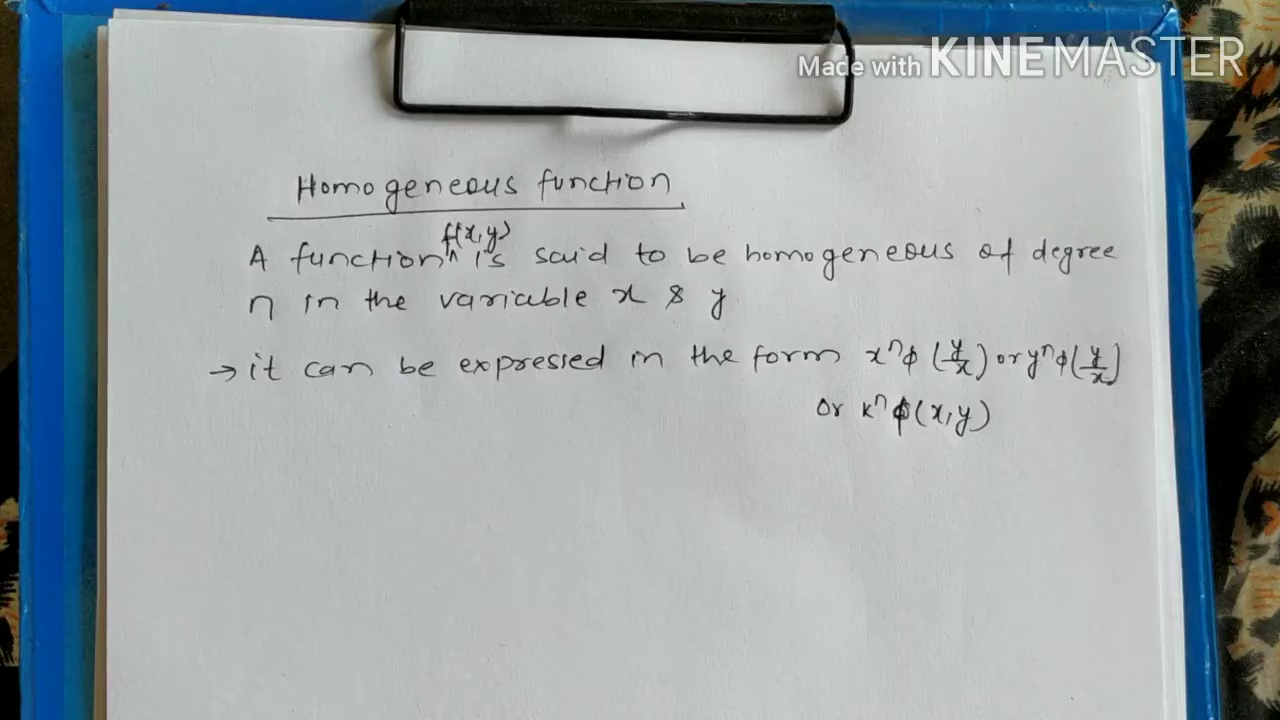 Made with KINEMASTER
Homogeneous function
f(x,y)
A function ^ is said to be homogeneous of degree
n in the variable x & y
→ it can be expressed in the form xⁿϕ(y/x) or yⁿϕ(y/x)
or kⁿϕ(x,y)